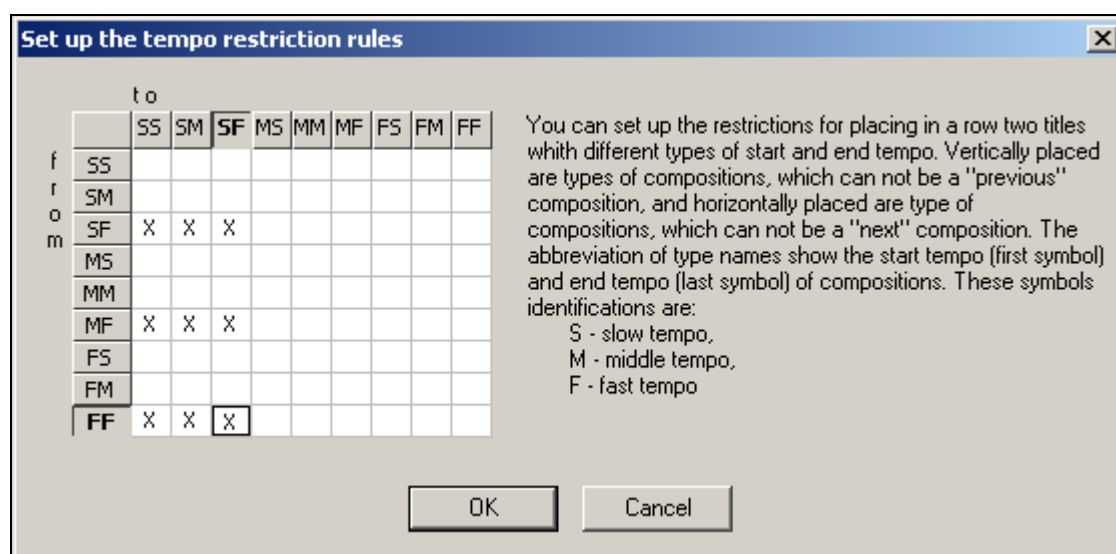 Set up the tempo restriction rules
to
SS SM SF MS MM MF FS FM FF
from
SS
SM
SF X X X
MS
MM
MF X X X
FS
FM
FF X X X
You can set up the restrictions for placing in a row two titles
whith different types of start and end tempo. Vertically placed
are types of compositions, which can not be a "previous"
composition, and horizontally placed are type of
compositions, which can not be a "next" composition. The
abbreviation of type names show the start tempo (first symbol)
and end tempo (last symbol) of compositions. These symbols
identifications are:
S - slow tempo,
M - middle tempo,
F - fast tempo
OK Cancel